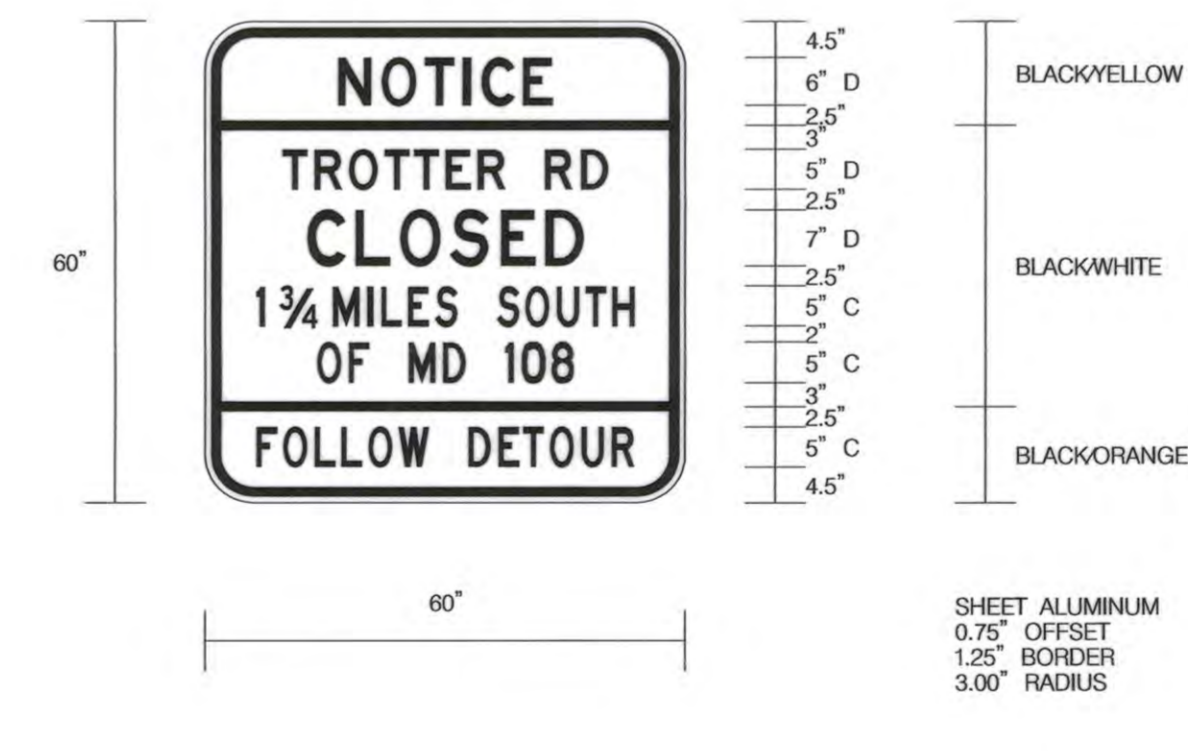 NOTICE
TROTTER RD
CLOSED
1 ¾ MILES SOUTH
OF MD 108
FOLLOW DETOUR
60"
60"
4.5"
6" D
2.5"
3"
5" D
2.5"
7" D
2.5"
5" C
2"
5" C
3"
2.5"
5" C
4.5"
BLACK/YELLOW
BLACK/WHITE
BLACK/ORANGE
SHEET ALUMINUM
0.75" OFFSET
1.25" BORDER
3.00" RADIUS